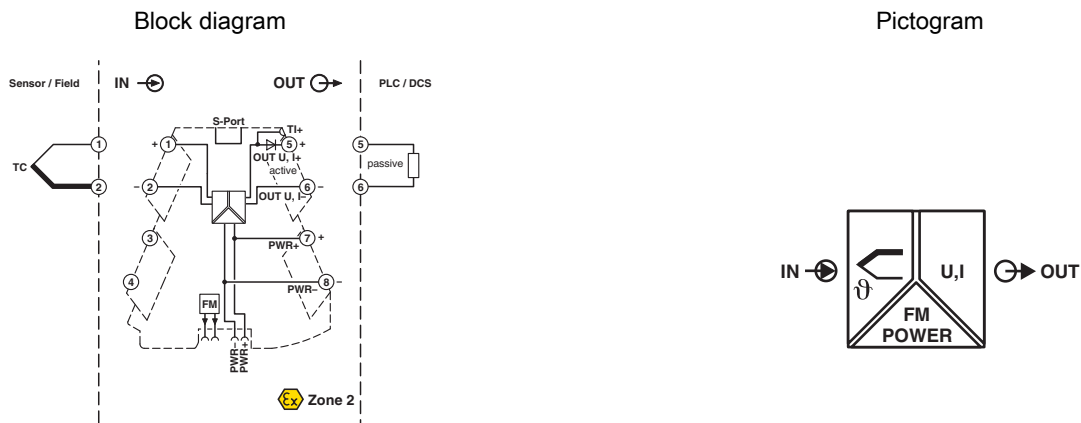 Block diagram
Pictogram
Sensor / Field
IN
OUT
PLC / DCS
S-Port
TI+
1
+ 1
5 +
5
OUT U, I+
TC
active
passive
2
– 2
6 –
6
OUT U, I–
3
7 +
PWR+
4
8 –
PWR–
FM
PWR–
PWR+
Ex Zone 2
IN
ϑ
U,I
OUT
FM
POWER